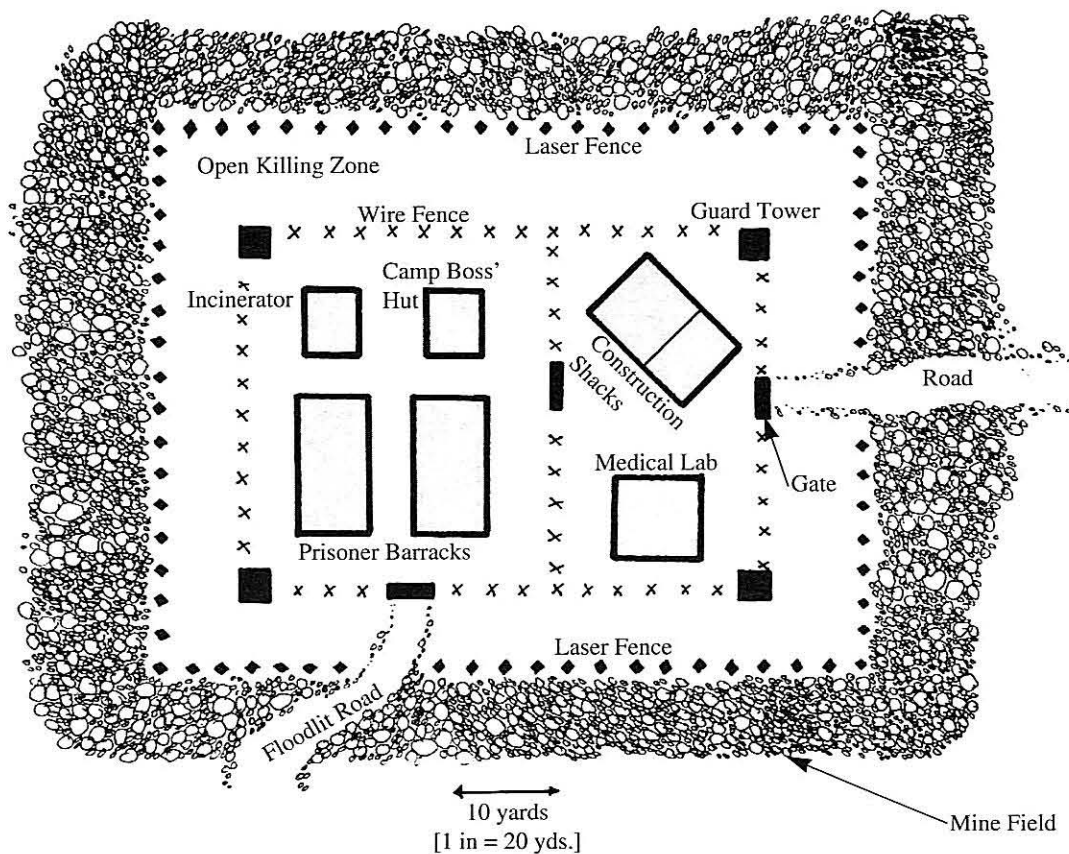 Laser Fence
Open Killing Zone
Wire Fence
Guard Tower
Camp Boss'
Hut
Incinerator
Construction
Shacks
Road
Medical Lab
Gate
Prisoner Barracks
Laser Fence
Floodlit Road
10 yards
[1 in = 20 yds.]
Mine Field